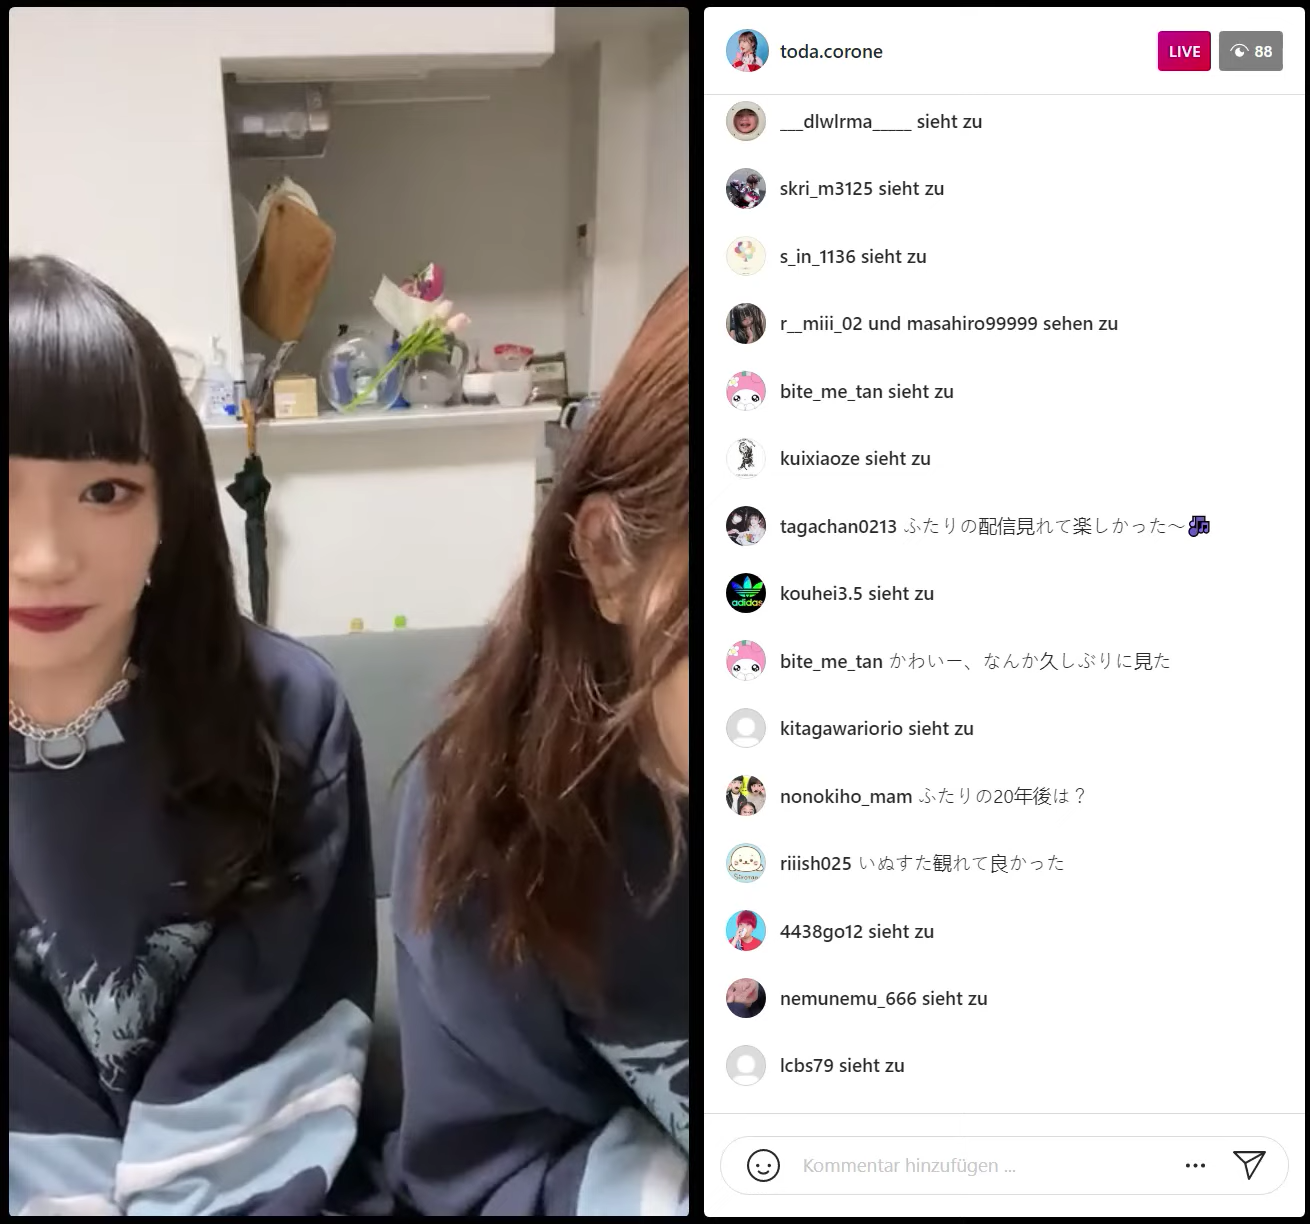 toda.corone
LIVE
88
___dlwlrma_____ sieht zu
skri_m3125 sieht zu
s_in_1136 sieht zu
r__miii_02 und masahiro99999 sehen zu
bite_me_tan sieht zu
kuixiaoze sieht zu
tagachan0213 ふたりの配信見れて楽しかった〜🎶
kouhei3.5 sieht zu
adidas
bite_me_tan かわいー、なんか久しぶりに見た
kitagawariorio sieht zu
nonokiho_mam ふたりの20年後は？
riiish025 いぬすた観れて良かった
4438go12 sieht zu
nemunemu_666 sieht zu
lcbs79 sieht zu
Kommentar hinzufügen ...